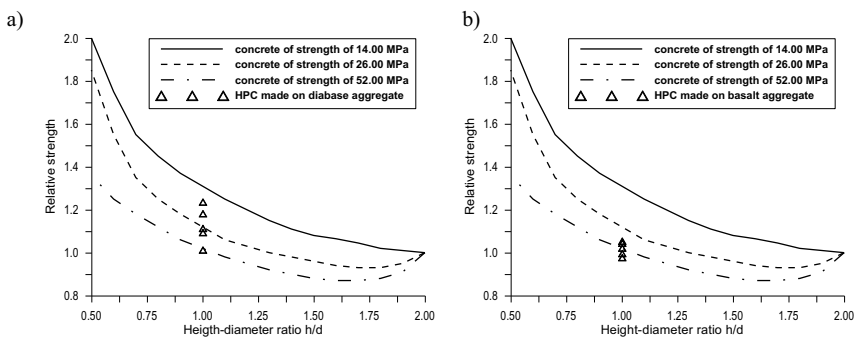 a)
2.0
1.8
1.6
1.4
1.2
1.0
0.8
Relative strength
concrete of strength of 14.00 MPa
concrete of strength of 26.00 MPa
concrete of strength of 52.00 MPa
HPC made on diabase aggregate
0.50 0.75 1.00 1.25 1.50 1.75 2.00
Heigth-diameter ratio h/d
b)
2.0
1.8
1.6
1.4
1.2
1.0
0.8
Relative strength
concrete of strength of 14.00 MPa
concrete of strength of 26.00 MPa
concrete of strength of 52.00 MPa
HPC made on basalt aggregate
0.50 0.75 1.00 1.25 1.50 1.75 2.00
Height-diameter ratio h/d